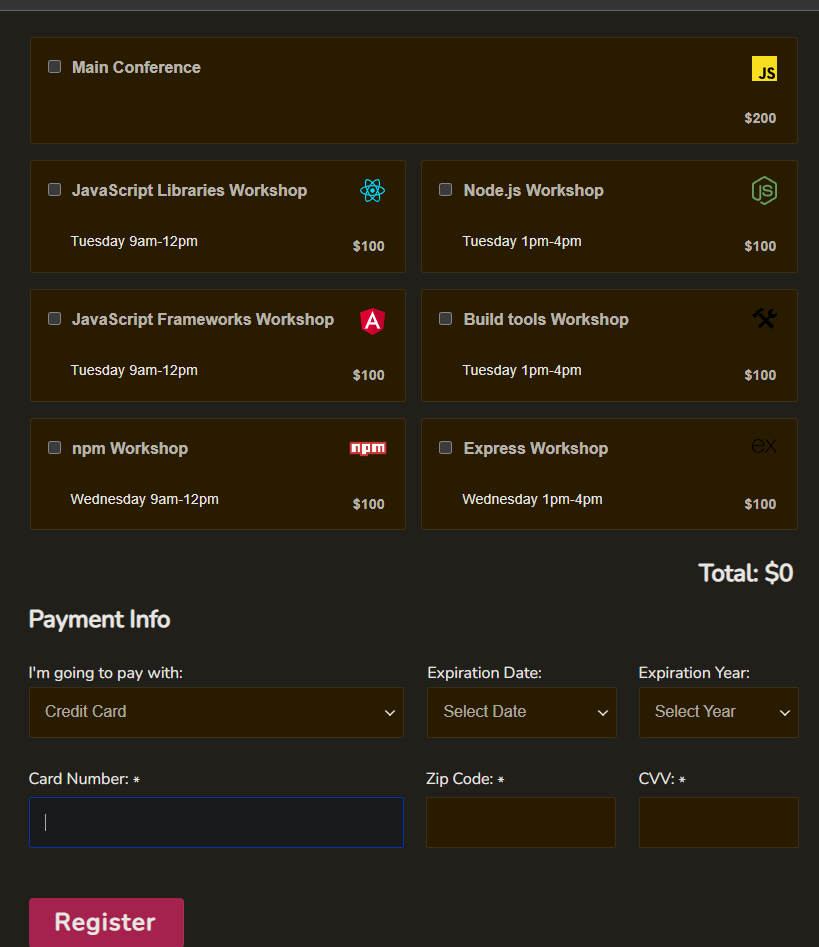 Main Conference
JS
$200
JavaScript Libraries Workshop
Tuesday 9am-12pm
$100
Node.js Workshop
JS
Tuesday 1pm-4pm
$100
JavaScript Frameworks Workshop
A
Tuesday 9am-12pm
$100
Build tools Workshop
Tuesday 1pm-4pm
$100
npm Workshop
npm
Wednesday 9am-12pm
$100
Express Workshop
ex
Wednesday 1pm-4pm
$100
Total: $0
Payment Info
I'm going to pay with:
Credit Card
Expiration Date:
Select Date
Expiration Year:
Select Year
Card Number: *
Zip Code: *
CVV: *
Register